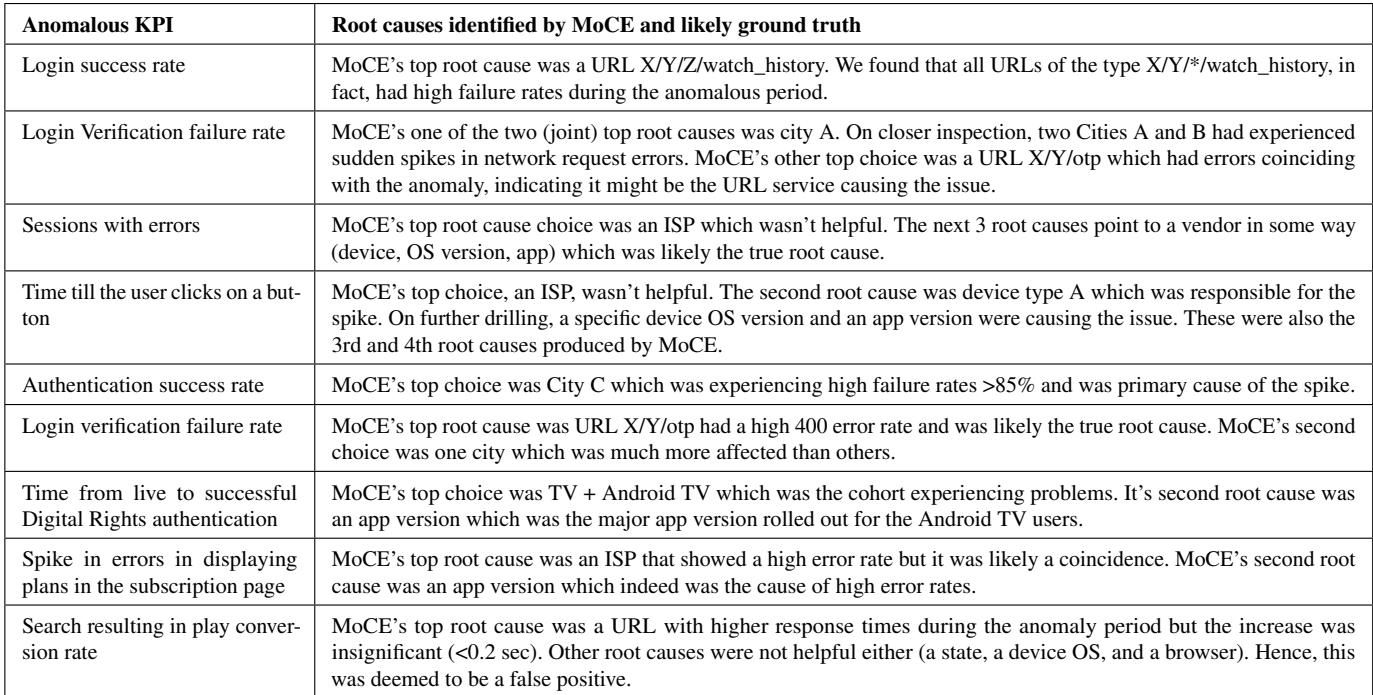 Anomalous KPI
Root causes identified by MoCE and likely ground truth
Login success rate
MoCE's top root cause was a URL X/Y/Z/watch_history. We found that all URLs of the type X/Y/*/watch_history, in
fact, had high failure rates during the anomalous period.
Login Verification failure rate
MoCE's one of the two (joint) top root causes was city A. On closer inspection, two Cities A and B had experienced
sudden spikes in network request errors. MoCE's other top choice was a URL X/Y/otp which had errors coinciding
with the anomaly, indicating it might be the URL service causing the issue.
Sessions with errors
MoCE's top root cause choice was an ISP which wasn't helpful. The next 3 root causes point to a vendor in some way
(device, OS version, app) which was likely the true root cause.
Time till the user clicks on a but-
ton
MoCE's top choice, an ISP, wasn't helpful. The second root cause was device type A which was responsible for the
spike. On further drilling, a specific device OS version and an app version were causing the issue. These were also the
3rd and 4th root causes produced by MoCE.
Authentication success rate
MoCE's top choice was City C which was experiencing high failure rates >85% and was primary cause of the spike.
Login verification failure rate
MoCE's top root cause was URL X/Y/otp had a high 400 error rate and was likely the true root cause. MoCE's second
choice was one city which was much more affected than others.
Time from live to successful
Digital Rights authentication
MoCE's top choice was TV + Android TV which was the cohort experiencing problems. It's second root cause was
an app version which was the major app version rolled out for the Android TV users.
Spike in errors in displaying
plans in the subscription page
MoCE's top root cause was an ISP that showed a high error rate but it was likely a coincidence. MoCE's second root
cause was an app version which indeed was the cause of high error rates.
Search resulting in play conver-
sion rate
MoCE's top root cause was a URL with higher response times during the anomaly period but the increase was
insignificant (<0.2 sec). Other root causes were not helpful either (a state, a device OS, and a browser). Hence, this
was deemed to be a false positive.